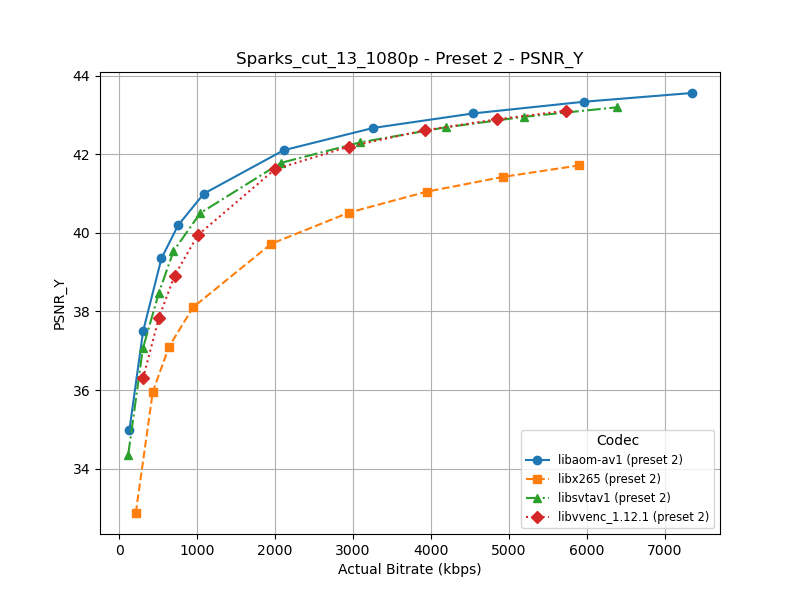 Sparks_cut_13_1080p - Preset 2 - PSNR_Y
44
42
40
38
36
34
PSNR_Y
0 1000 2000 3000 4000 5000 6000 7000
Actual Bitrate (kbps)
Codec
libaom-av1 (preset 2)
libx265 (preset 2)
libsvtav1 (preset 2)
libvvenc_1.12.1 (preset 2)